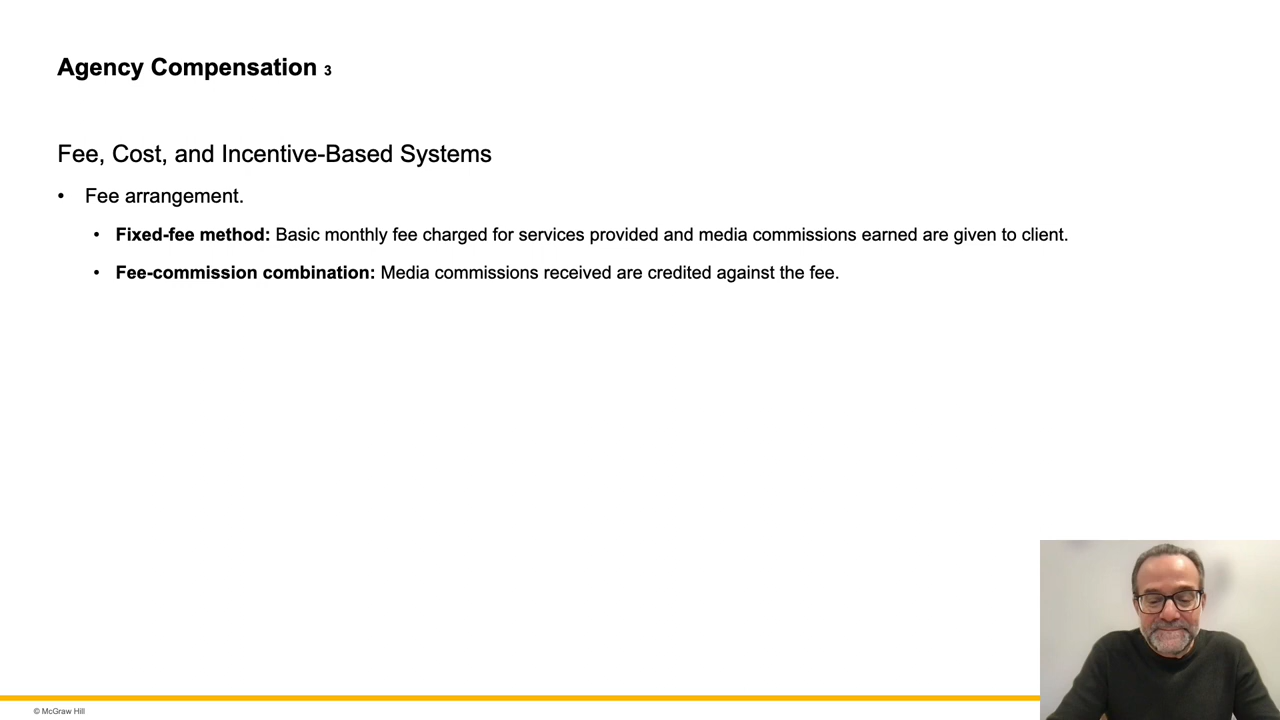 Agency Compensation 3
Fee, Cost, and Incentive-Based Systems
• Fee arrangement.
• Fixed-fee method: Basic monthly fee charged for services provided and media commissions earned are given to client.
• Fee-commission combination: Media commissions received are credited against the fee.
© McGraw Hill